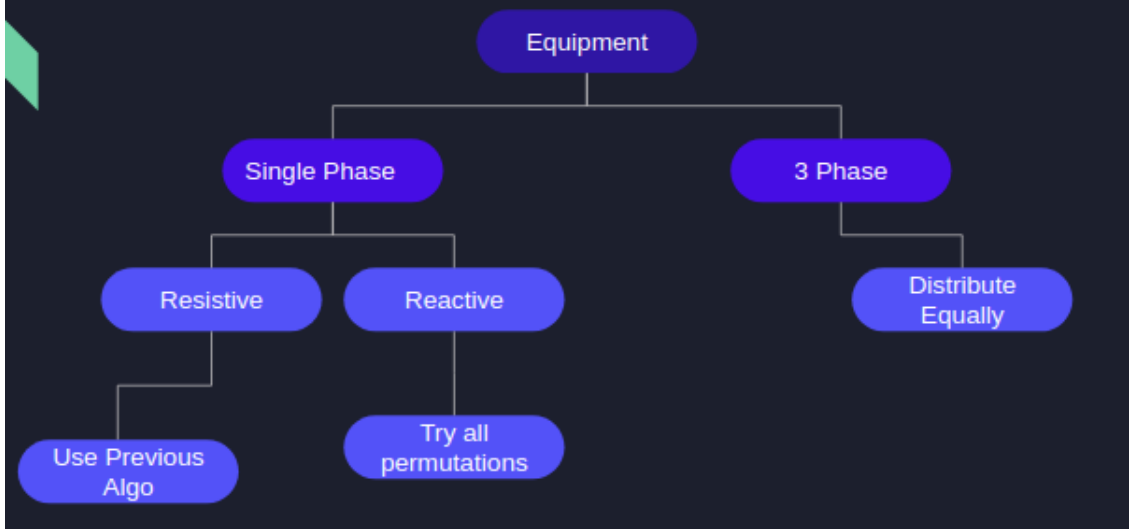 Equipment
Single Phase
3 Phase
Resistive
Reactive
Distribute
Equally
Try all
permutations
Use Previous
Algo